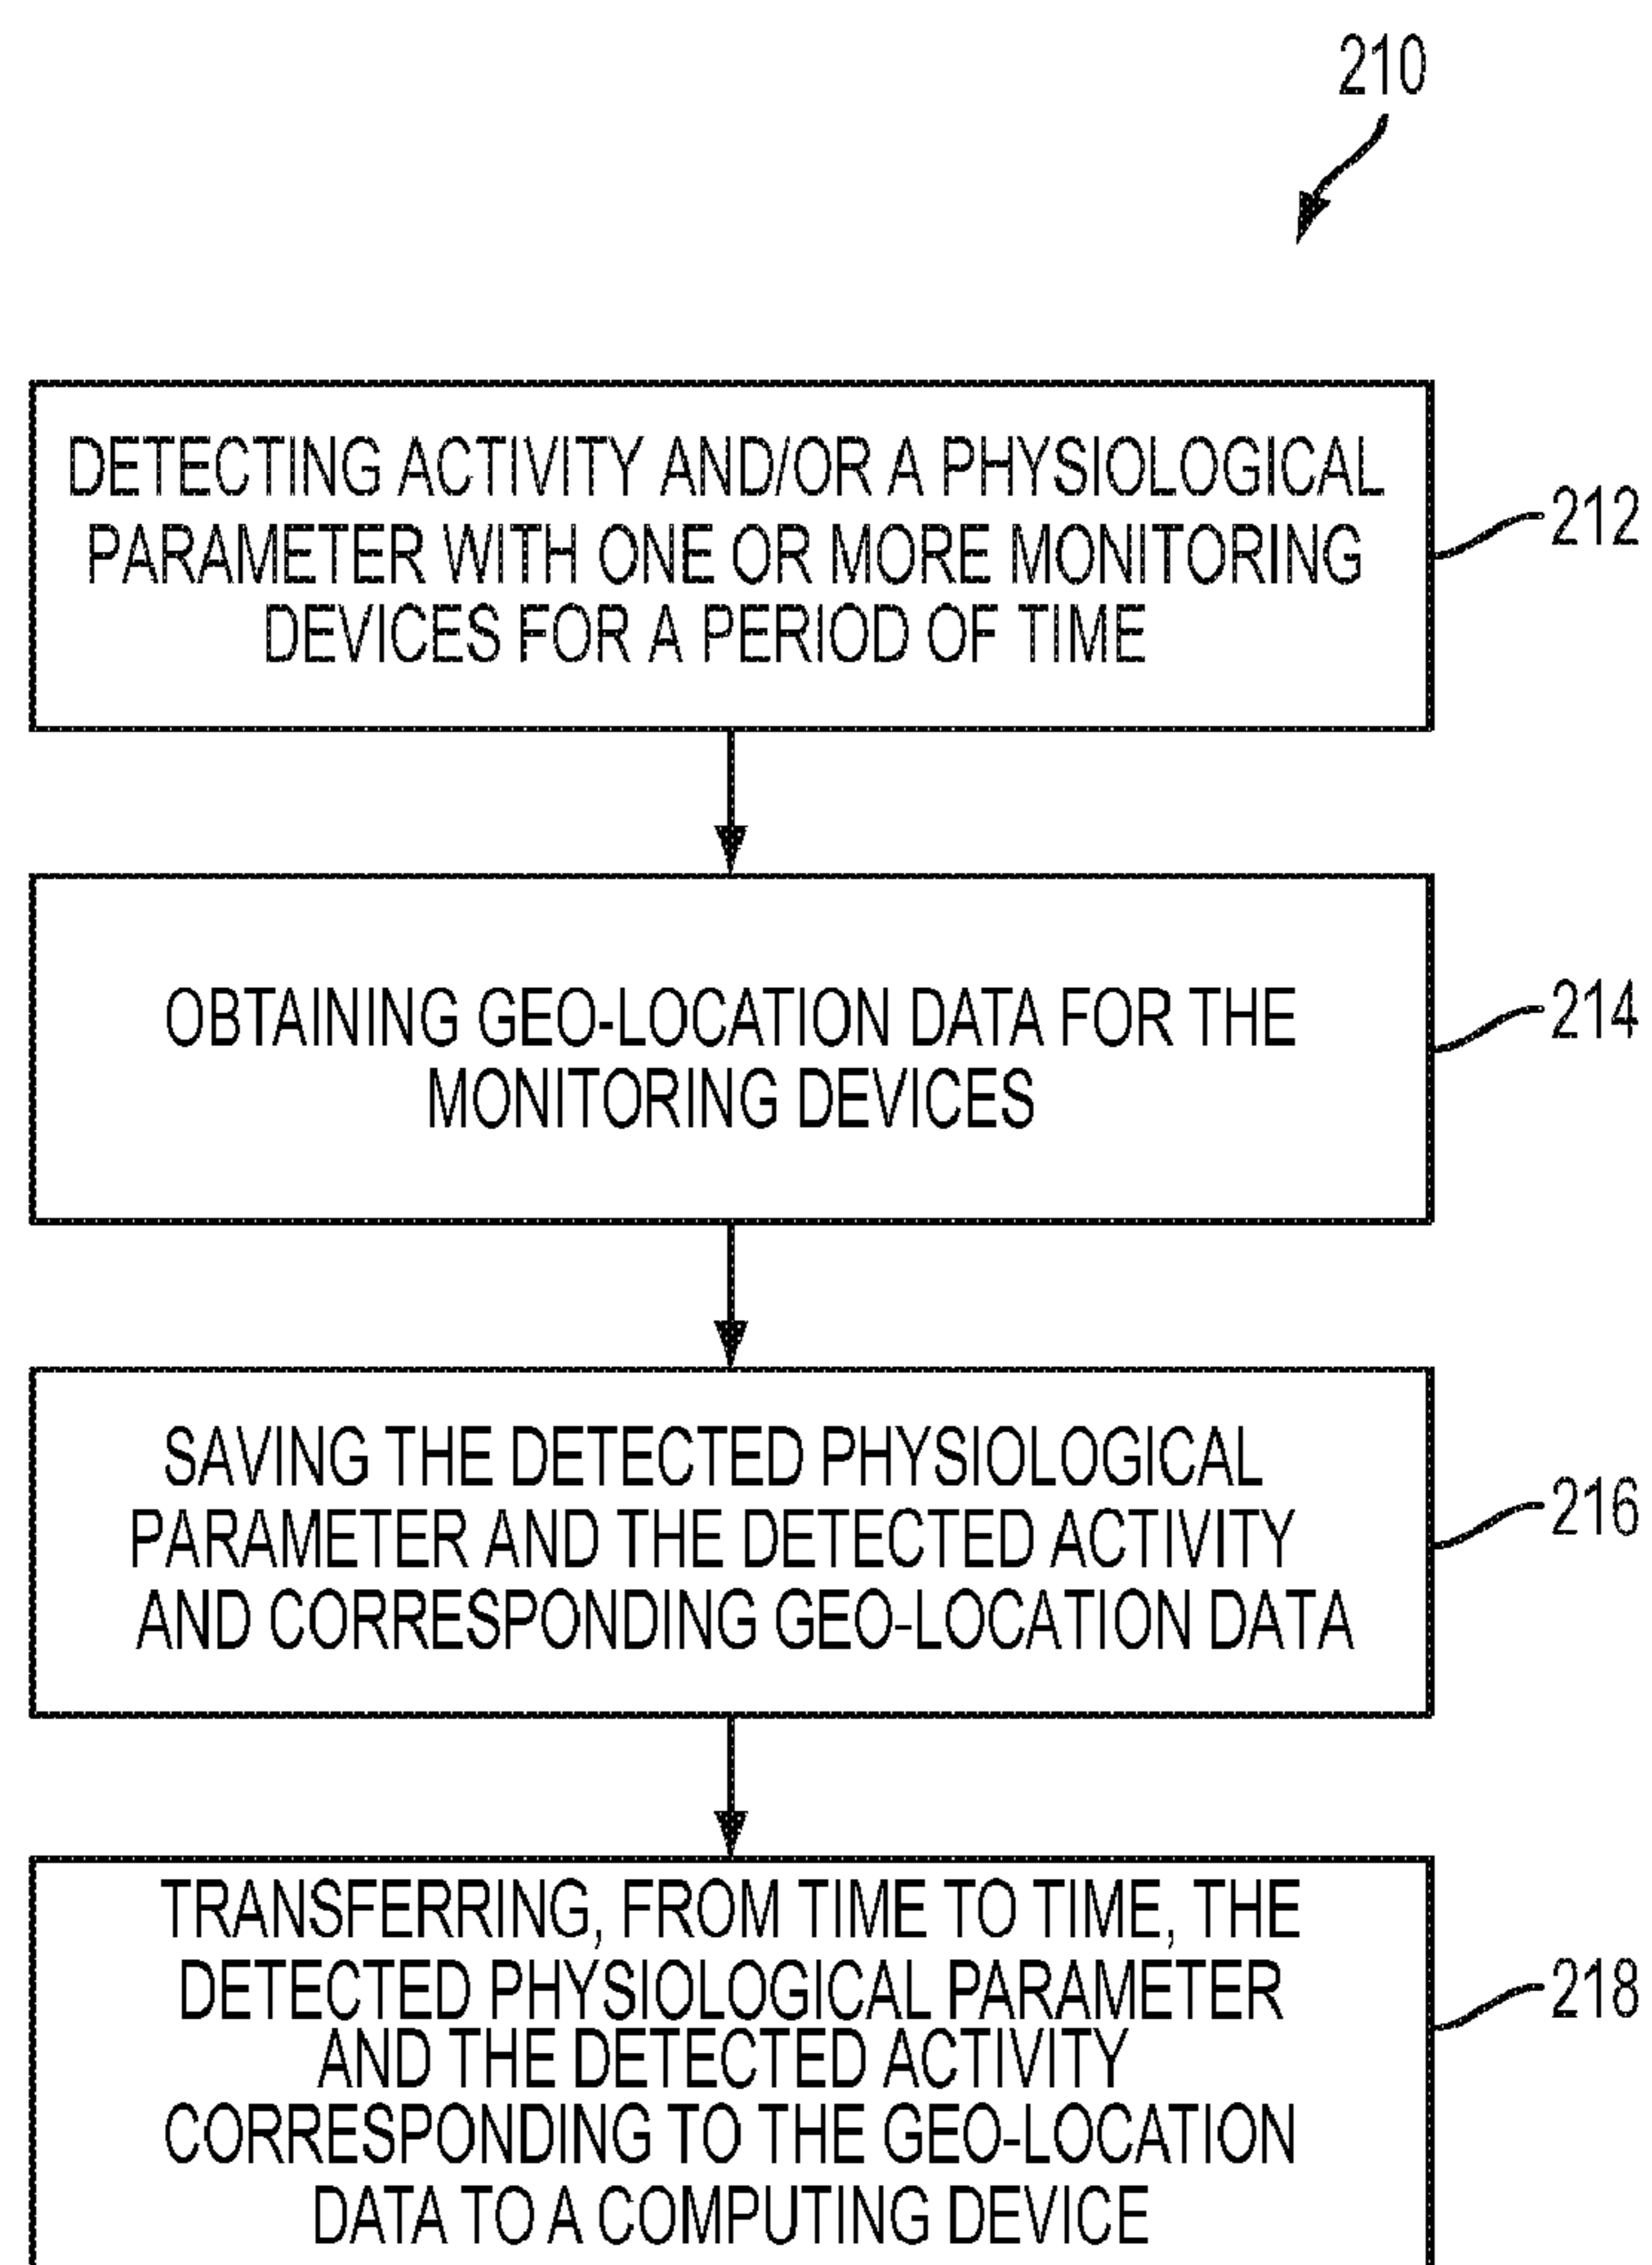 210
DETECTING ACTIVITY AND/OR A PHYSIOLOGICAL
PARAMETER WITH ONE OR MORE MONITORING
DEVICES FOR A PERIOD OF TIME
212
OBTAINING GEO-LOCATION DATA FOR THE
MONITORING DEVICES
214
SAVING THE DETECTED PHYSIOLOGICAL
PARAMETER AND THE DETECTED ACTIVITY
AND CORRESPONDING GEO-LOCATION DATA
216
TRANSFERRING, FROM TIME TO TIME, THE
DETECTED PHYSIOLOGICAL PARAMETER
AND THE DETECTED ACTIVITY
CORRESPONDING TO THE GEO-LOCATION
DATA TO A COMPUTING DEVICE
218